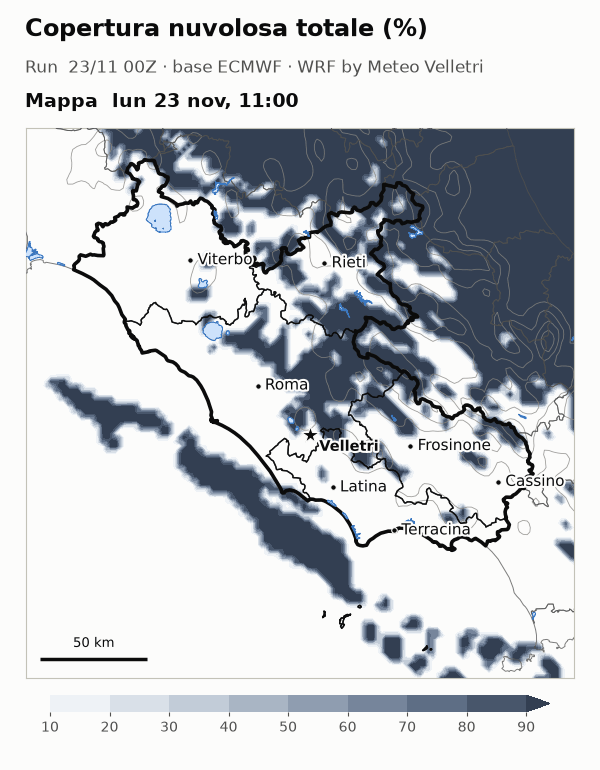 Copertura nuvolosa totale (%)
Run  23/11 00Z · base ECMWF · WRF by Meteo Velletri
Mappa  lun 23 nov, 11:00
Viterbo
Rieti
Roma
Velletri
Frosinone
Latina
Cassino
Terracina
50 km
10 20 30 40 50 60 70 80 90